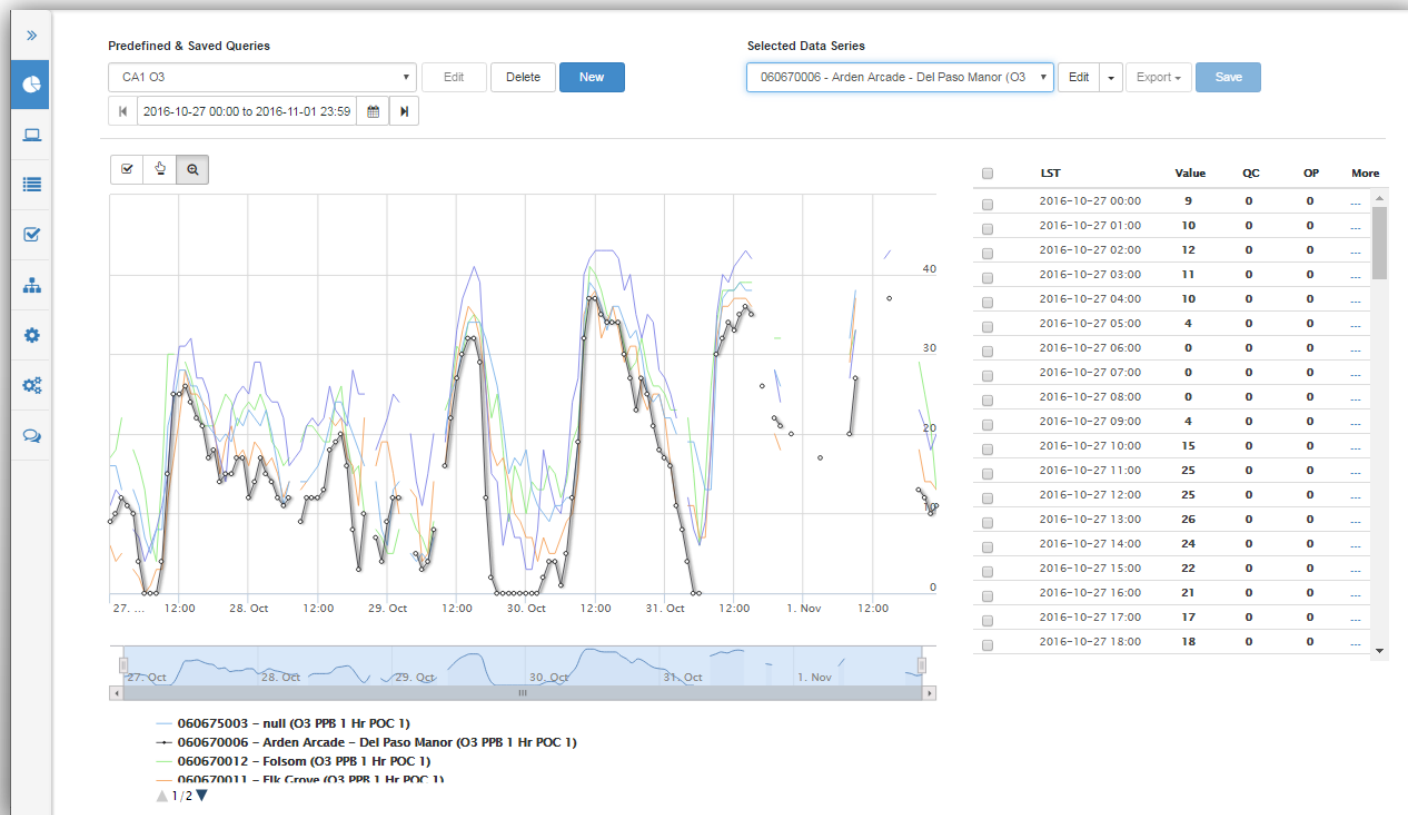 Predefined & Saved Queries
Selected Data Series
CA1 O3
Edit
Delete
New
060670006 - Arden Arcade - Del Paso Manor (O3
Edit
Export
Save
2016-10-27 00:00 to 2016-11-01 23:59
LST Value QC OP More
2016-10-27 00:00 9 0 0 ...
2016-10-27 01:00 10 0 0 ...
2016-10-27 02:00 12 0 0 ...
2016-10-27 03:00 11 0 0 ...
2016-10-27 04:00 10 0 0 ...
2016-10-27 05:00 4 0 0 ...
2016-10-27 06:00 0 0 0 ...
2016-10-27 07:00 0 0 0 ...
2016-10-27 08:00 0 0 0 ...
2016-10-27 09:00 4 0 0 ...
2016-10-27 10:00 15 0 0 ...
2016-10-27 11:00 25 0 0 ...
2016-10-27 12:00 25 0 0 ...
2016-10-27 13:00 26 0 0 ...
2016-10-27 14:00 24 0 0 ...
2016-10-27 15:00 22 0 0 ...
2016-10-27 16:00 21 0 0 ...
2016-10-27 17:00 17 0 0 ...
2016-10-27 18:00 18 0 0 ...
40
30
20
10
0
27. ... 12:00 28. Oct 12:00 29. Oct 12:00 30. Oct 12:00 31. Oct 12:00 1. Nov 12:00
27. Oct 28. Oct 29. Oct 30. Oct 31. Oct 1. Nov
060675003 – null (O3 PPB 1 Hr POC 1)
060670006 – Arden Arcade – Del Paso Manor (O3 PPB 1 Hr POC 1)
060670012 – Folsom (O3 PPB 1 Hr POC 1)
060670011 – Elk Grove (O3 PPB 1 Hr POC 1)
1/2